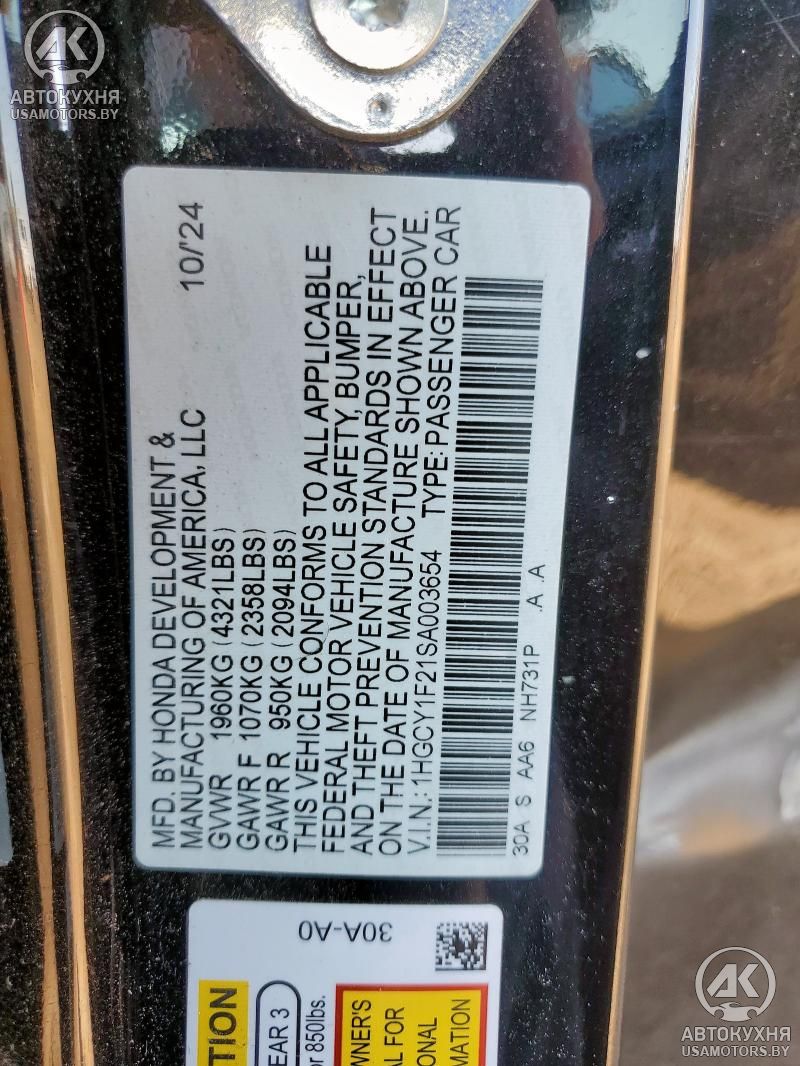 AK
АВТОКУХНЯ
USAMOTORS.BY
MFD. BY HONDA DEVELOPMENT &
MANUFACTURING OF AMERICA, LLC 10/'24
GVWR 1960KG (4321LBS)
GAWR F 1070KG (2358LBS)
GAWR R 950KG (2094LBS)
THIS VEHICLE CONFORMS TO ALL APPLICABLE
FEDERAL MOTOR VEHICLE SAFETY, BUMPER,
AND THEFT PREVENTION STANDARDS IN EFFECT
ON THE DATE OF MANUFACTURE SHOWN ABOVE.
V.I.N.: 1HGCY1F21SA003654 TYPE:PASSENGER CAR
30A S AA6 NH731P .A .A
30A-A0
TION
EAR 3
or 850lbs.
WNER'S
AL FOR
ONAL
MATION
AK
АВТОКУХНЯ
USAMOTORS.BY